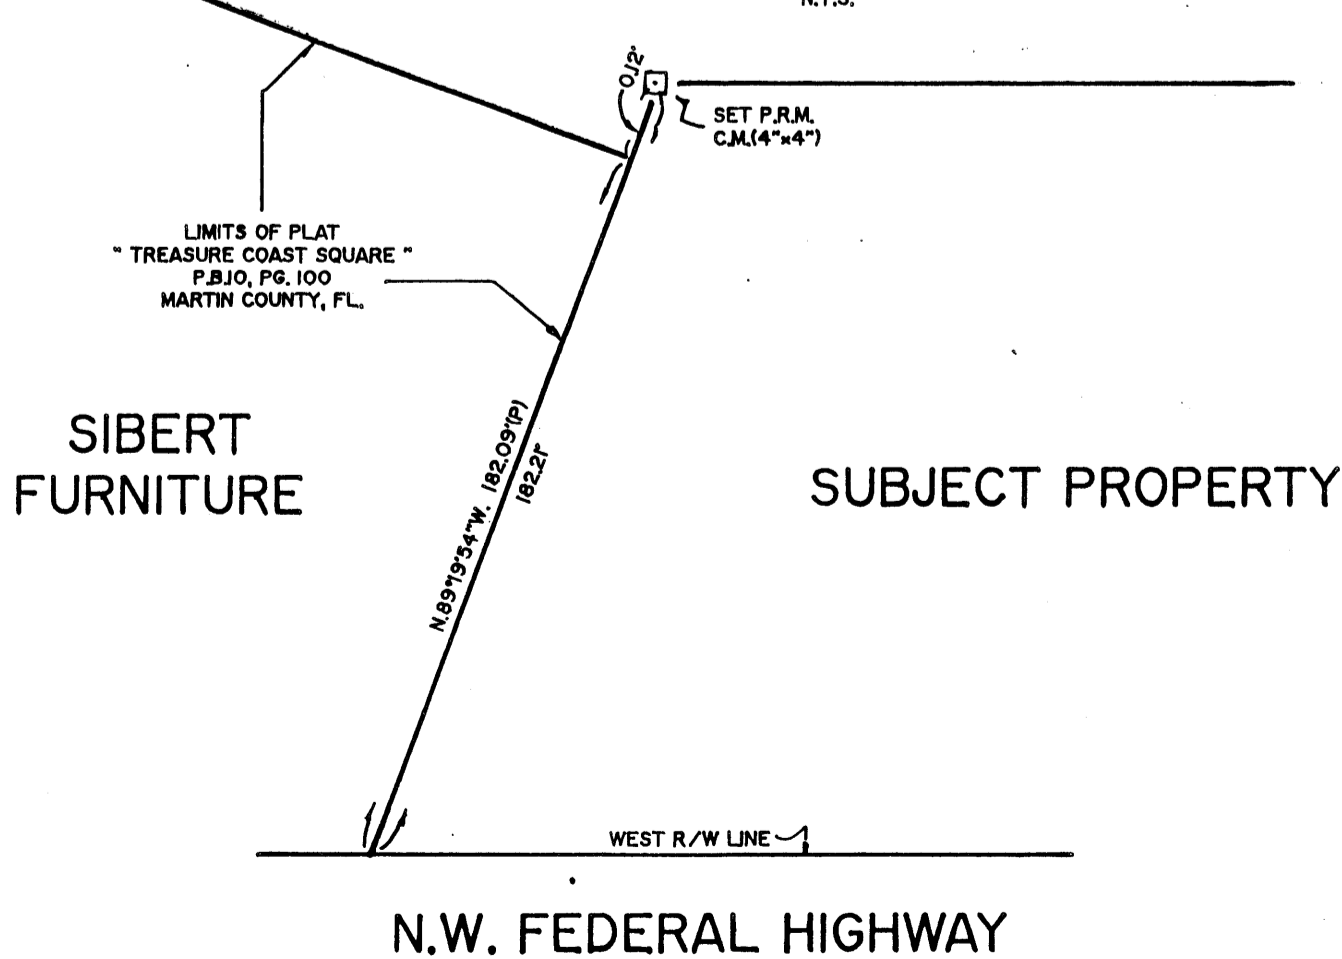 N.T.S.
0.12'
SET P.R.M.
C.M.(4"x4")
LIMITS OF PLAT
" TREASURE COAST SQUARE "
P.B.10, PG. 100
MARTIN COUNTY, FL.
SIBERT
FURNITURE
N.89°19'54"W. 182.09'(P)
182.21'
SUBJECT PROPERTY
WEST R/W LINE
N.W. FEDERAL HIGHWAY